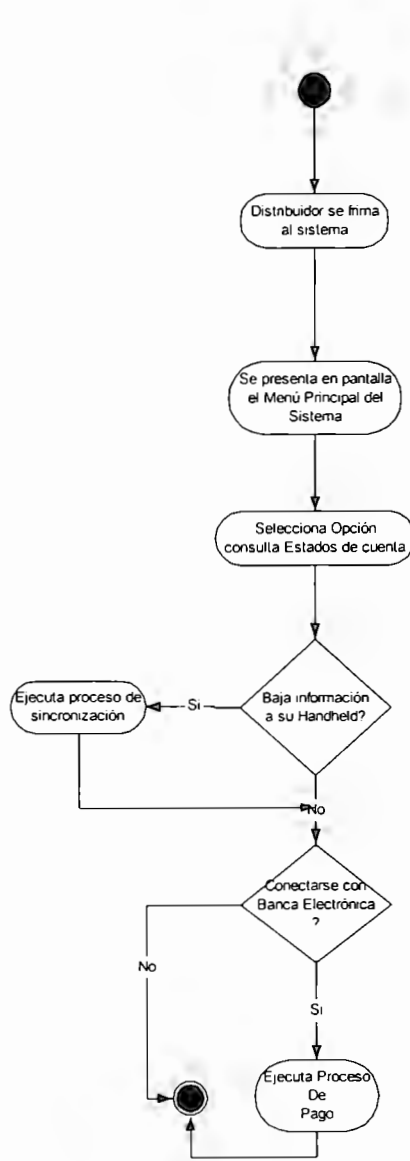 Distribuidor se frima
al sistema
Se presenta en pantalla
el Menú Principal del
Sistema
Selecciona Opción
consulta Estados de cuenta
Baja información
a su Handheld?
Si
Ejecuta proceso de
sincronización
No
Conectarse con
Banca Electrónica
?
No
Si
Ejecuta Proceso
De
Pago